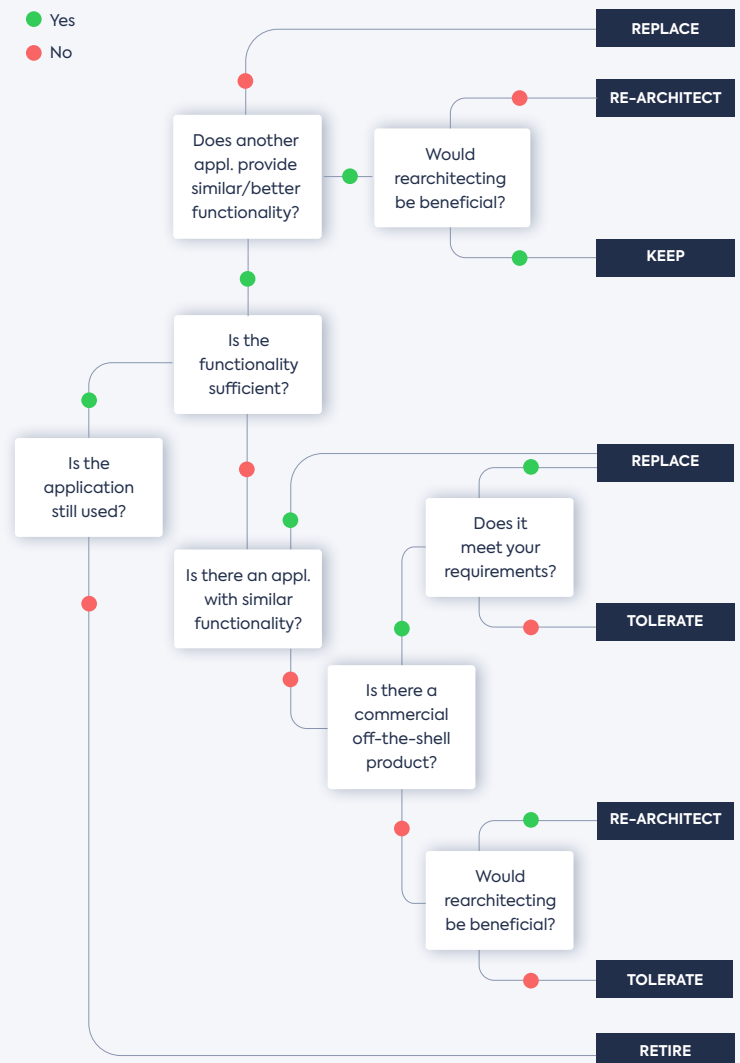 Yes
No
REPLACE
RE-ARCHITECT
Does another
appl. provide
similar/better
functionality?
Would
rearchitecting
be beneficial?
KEEP
Is the
functionality
sufficient?
Is the
application
still used?
REPLACE
Does it
meet your
requirements?
Is there an appl.
with similar
functionality?
TOLERATE
Is there a
commercial
off-the-shell
product?
RE-ARCHITECT
Would
rearchitecting
be beneficial?
TOLERATE
RETIRE